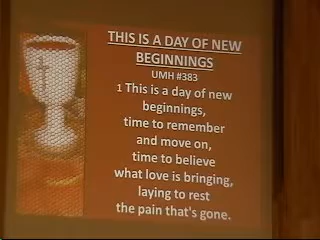 THIS IS A DAY OF NEW
BEGINNINGS
UMH #383
1 This is a day of new
beginnings,
time to remember
and move on,
time to believe
what love is bringing,
laying to rest
the pain that's gone.